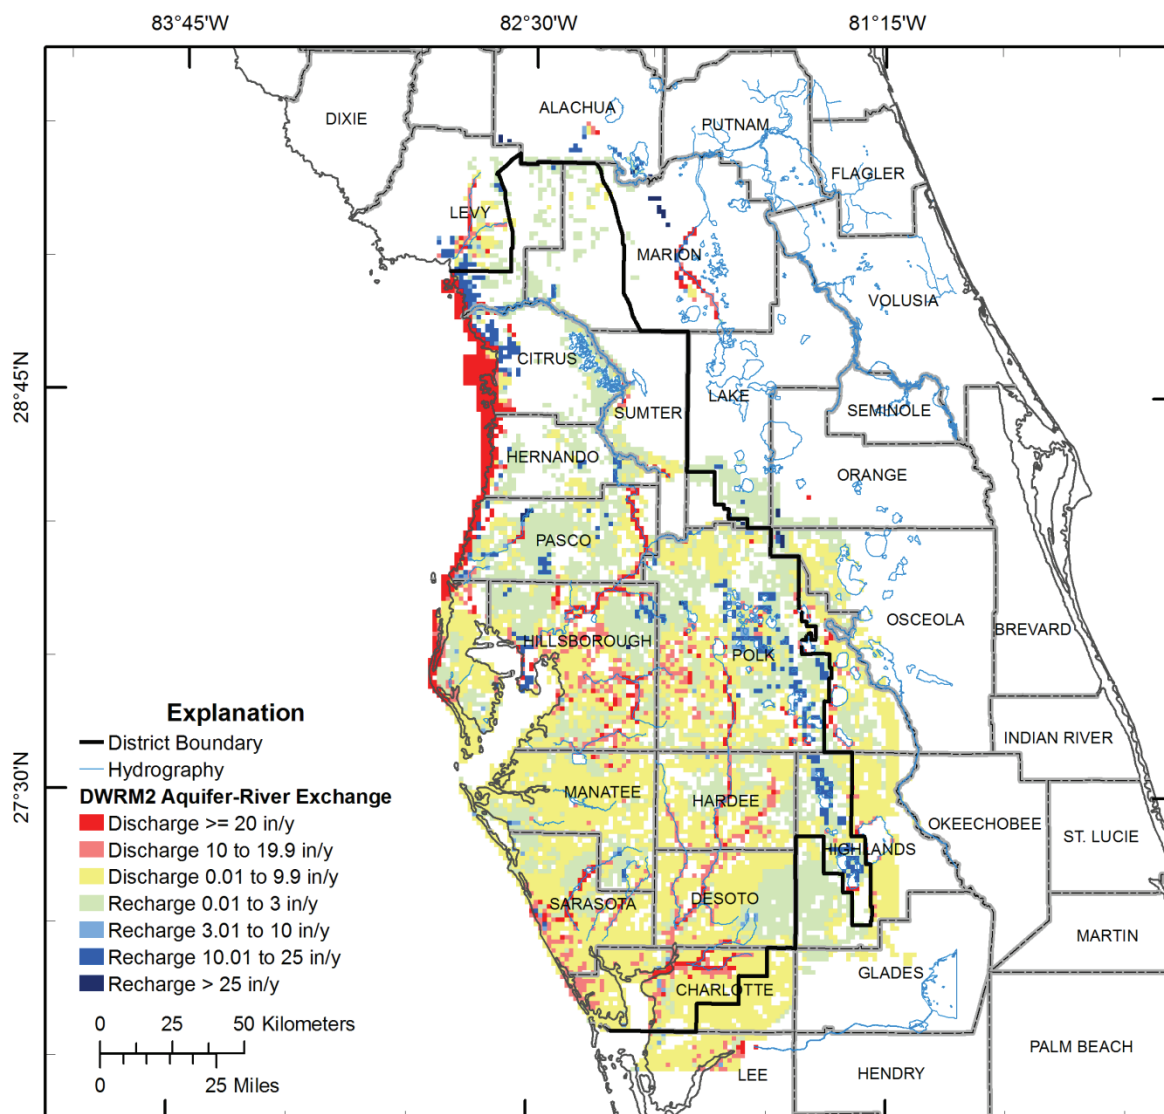 83°45'W 82°30'W 81°15'W
ALACHUA
DIXIE
PUTNAM
FLAGLER
LEVY
MARION
VOLUSIA
CITRUS
28°45'N
LAKE
SUMTER
SEMINOLE
HERNANDO
ORANGE
PASCO
OSCEOLA
BREVARD
HILLSBOROUGH
POLK
INDIAN RIVER
27°30'N
MANATEE
HARDEE
OKEECHOBEE
ST. LUCIE
HIGHLANDS
SARASOTA
DESOTO
MARTIN
GLADES
CHARLOTTE
PALM BEACH
LEE
HENDRY
Explanation
District Boundary
Hydrography
DWRM2 Aquifer-River Exchange
Discharge >= 20 in/y
Discharge 10 to 19.9 in/y
Discharge 0.01 to 9.9 in/y
Recharge 0.01 to 3 in/y
Recharge 3.01 to 10 in/y
Recharge 10.01 to 25 in/y
Recharge > 25 in/y
0 25 50 Kilometers
0 25 Miles